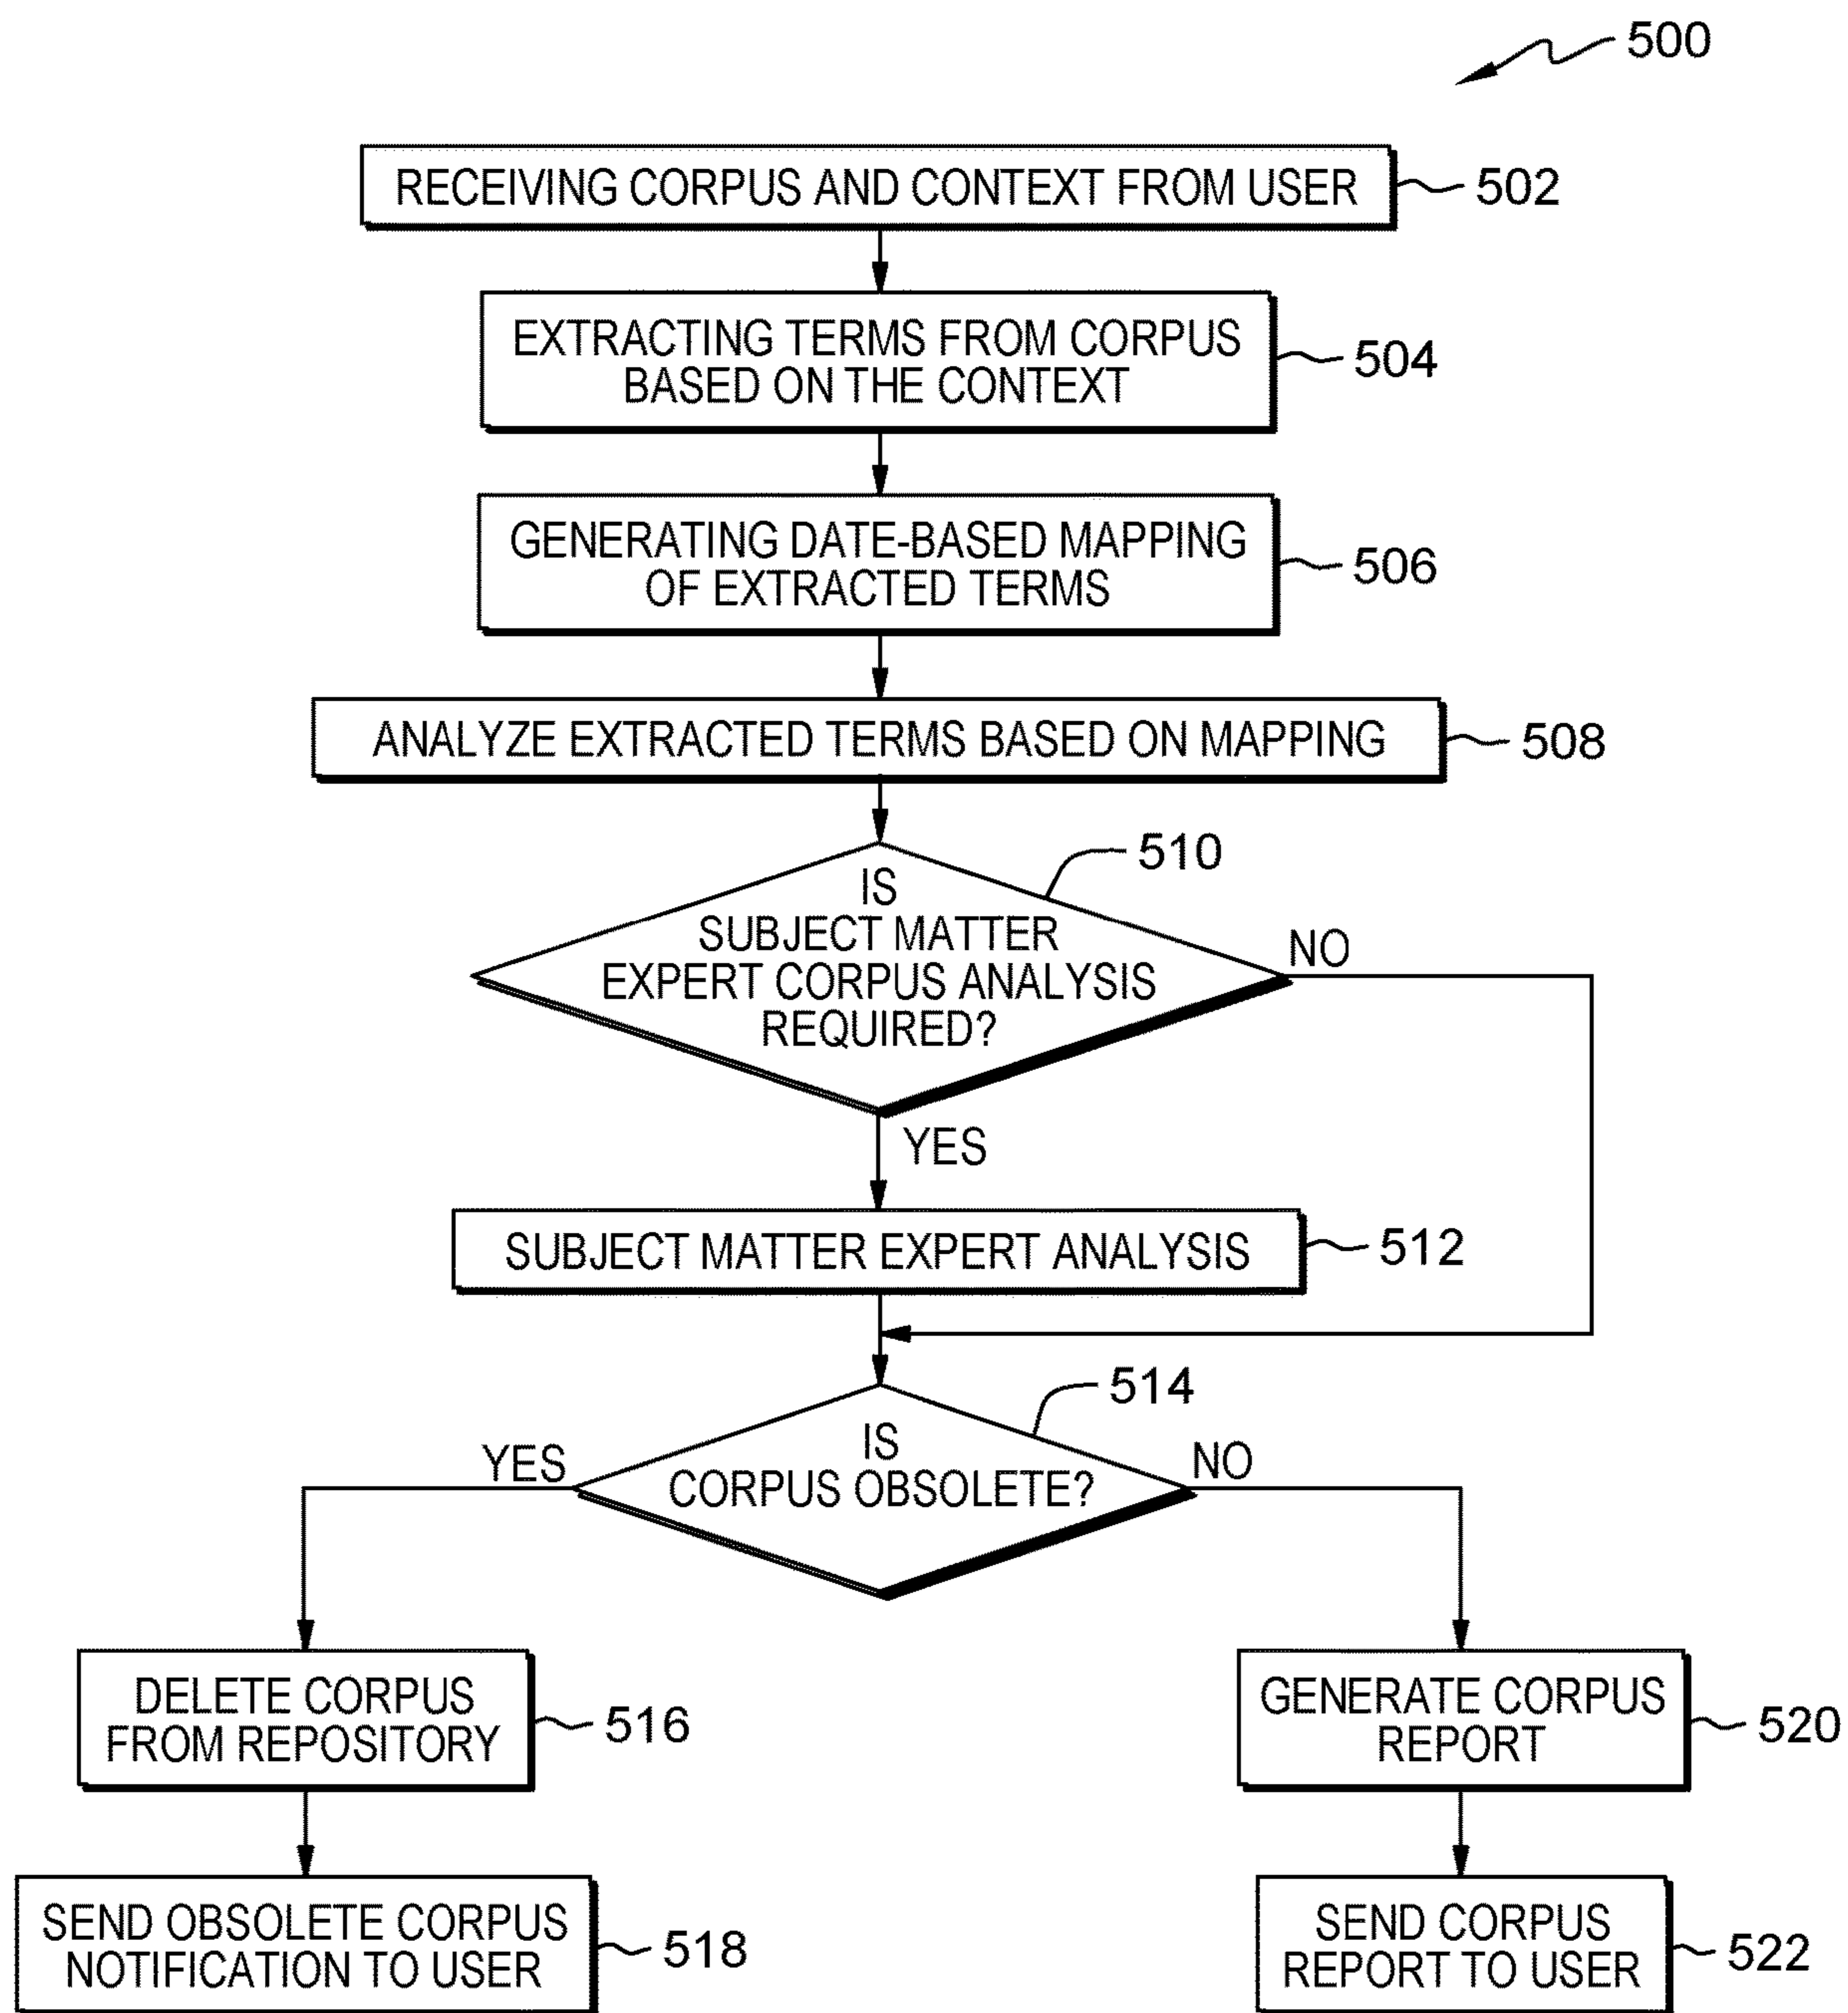 500
RECEIVING CORPUS AND CONTEXT FROM USER
502
EXTRACTING TERMS FROM CORPUS
BASED ON THE CONTEXT
504
GENERATING DATE-BASED MAPPING
OF EXTRACTED TERMS
506
ANALYZE EXTRACTED TERMS BASED ON MAPPING
508
510
IS
SUBJECT MATTER
EXPERT CORPUS ANALYSIS
REQUIRED?
NO
YES
SUBJECT MATTER EXPERT ANALYSIS
512
514
IS
CORPUS OBSOLETE?
YES
NO
DELETE CORPUS
FROM REPOSITORY
516
GENERATE CORPUS
REPORT
520
SEND OBSOLETE CORPUS
NOTIFICATION TO USER
518
SEND CORPUS
REPORT TO USER
522